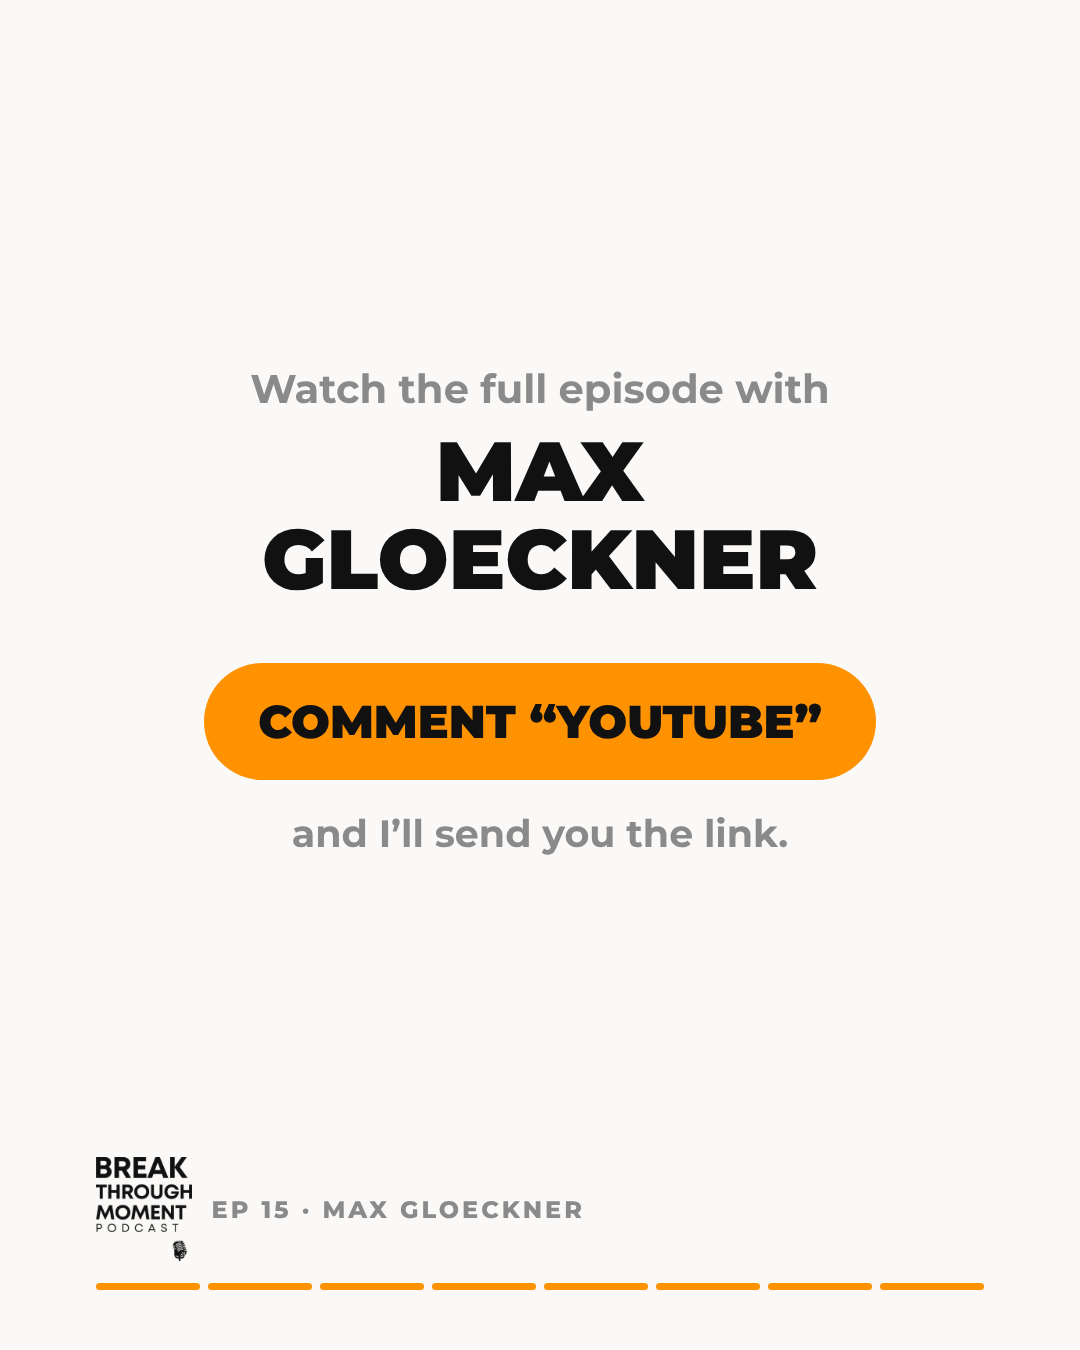 Watch the full episode with
MAX
GLOECKNER
COMMENT “YOUTUBE”
and I’ll send you the link.
BREAK
THROUGH
MOMENT
PODCAST
EP 15 · MAX GLOECKNER